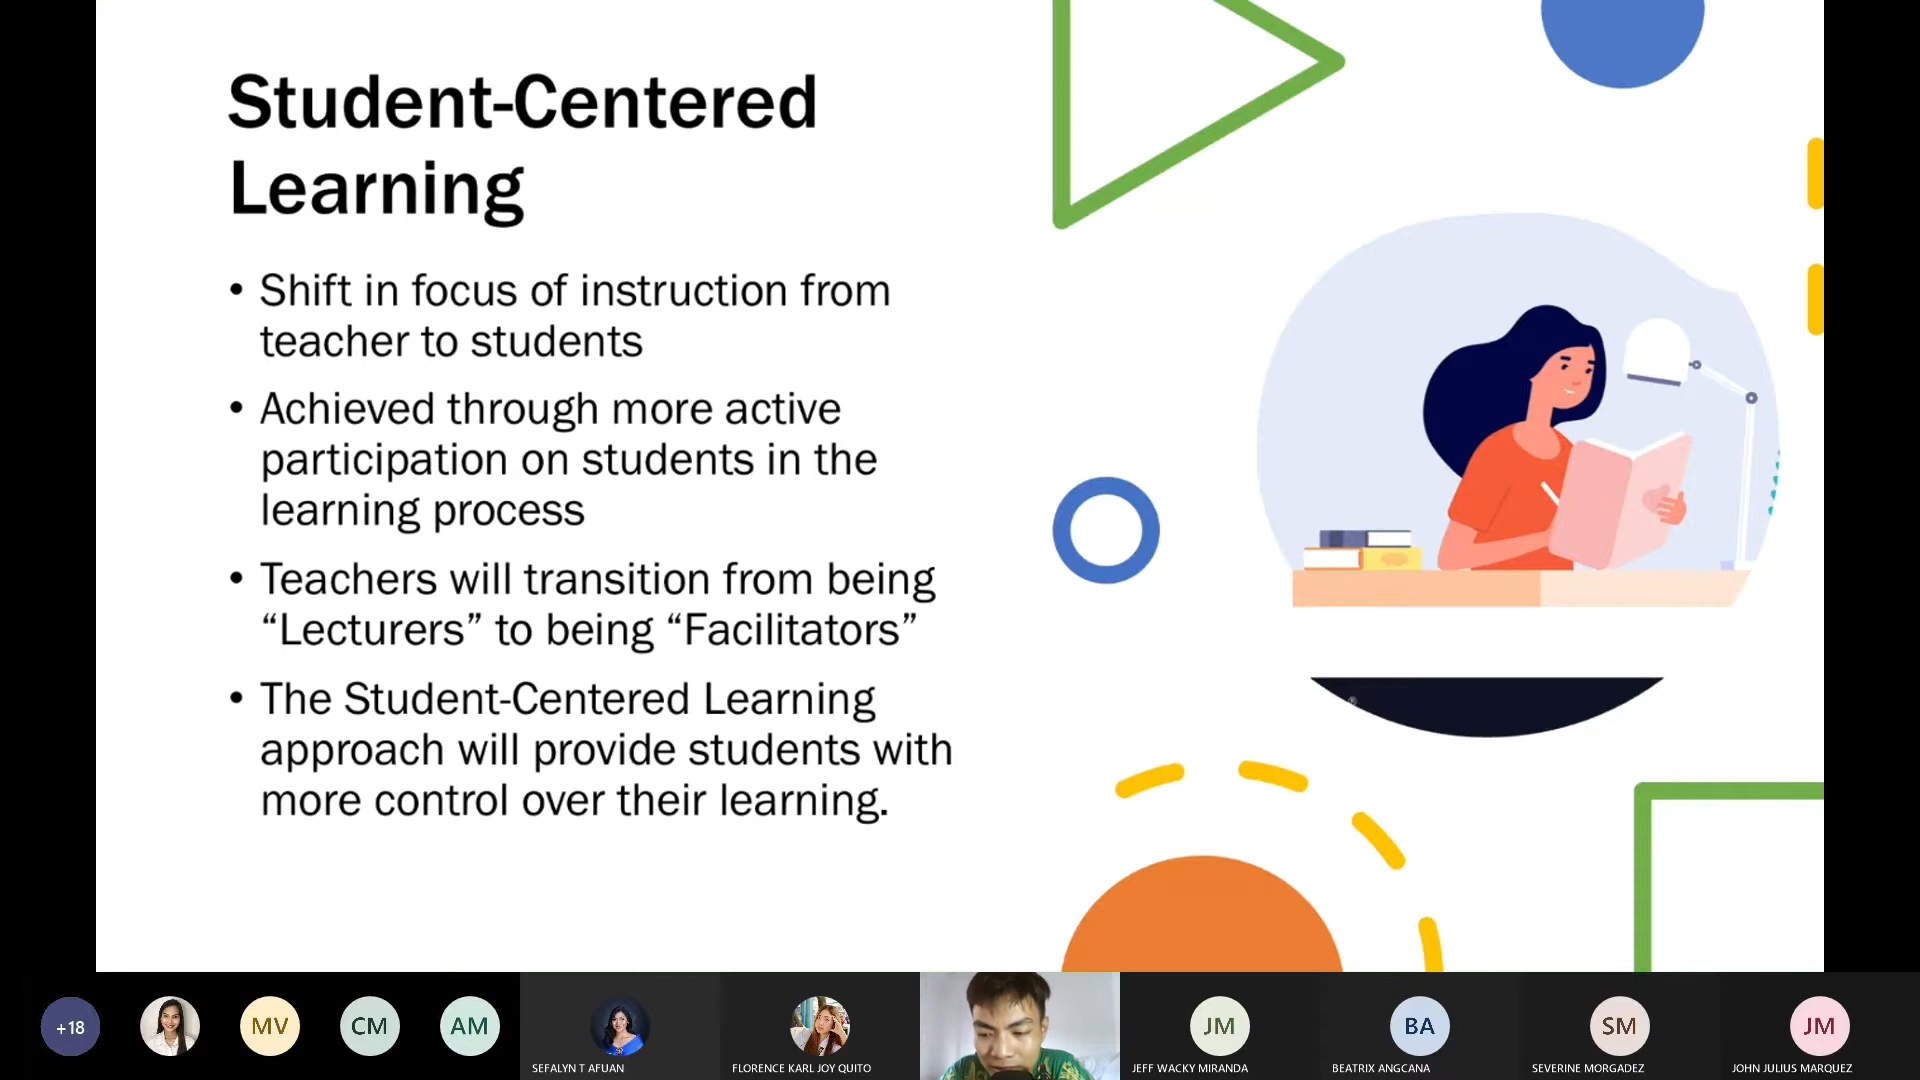 Student-Centered
Learning
• Shift in focus of instruction from
teacher to students
• Achieved through more active
participation on students in the
learning process
• Teachers will transition from being
“Lecturers” to being “Facilitators”
• The Student-Centered Learning
approach will provide students with
more control over their learning.
+18
MV
CM
AM
JM
BA
SM
JM
SEFALYN T AFUAN
FLORENCE KARL JOY QUITO
JEFF WACKY MIRANDA
BEATRIX ANGCANA
SEVERINE MORGADEZ
JOHN JULIUS MARQUEZ